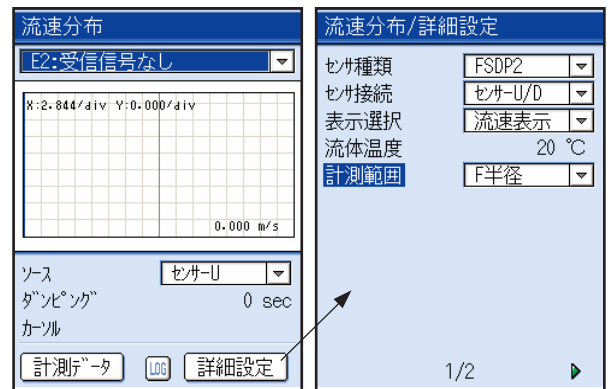 流速分布
E2:受信信号なし
X:2.844/div Y:0.000/div
0.000 m/s
ソース センサーU
ダンピング 0 sec
カーソル
計測データ LOG 詳細設定
流速分布/詳細設定
センサ種類 FSDP2
センサ接続 センサーU/D
表示選択 流速表示
流体温度 20 ℃
計測範囲 F半径
1/2